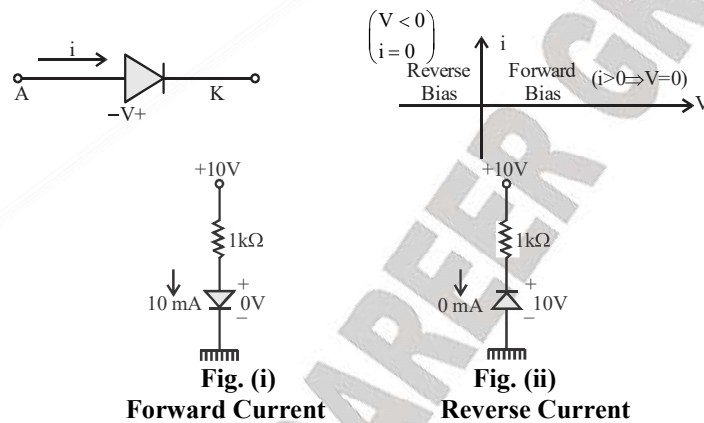 i
A
K
−V+
(V < 0
i = 0)
i
Reverse
Bias
Forward
Bias
(i>0⇒V=0)
V
+10V
1kΩ
10 mA
+
0V
−
Fig. (i)
Forward Current
+10V
1kΩ
0 mA
+
10V
−
Fig. (ii)
Reverse Current
CAREER